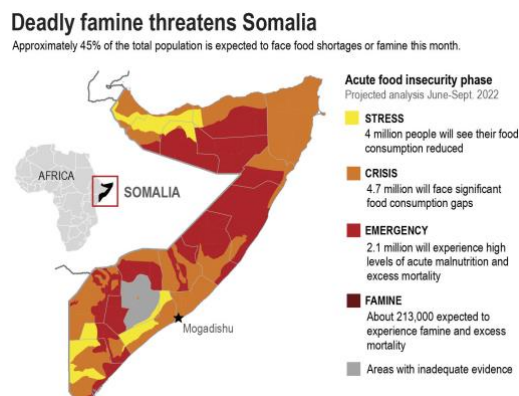 Deadly famine threatens Somalia
Approximately 45% of the total population is expected to face food shortages or famine this month.
Acute food insecurity phase
Projected analysis June-Sept. 2022
STRESS
4 million people will see their food
consumption reduced
CRISIS
4.7 million will face significant
food consumption gaps
EMERGENCY
2.1 million will experience high
levels of acute malnutrition and
excess mortality
FAMINE
About 213,000 expected to
experience famine and excess
mortality
Areas with inadequate evidence
AFRICA
SOMALIA
Mogadishu